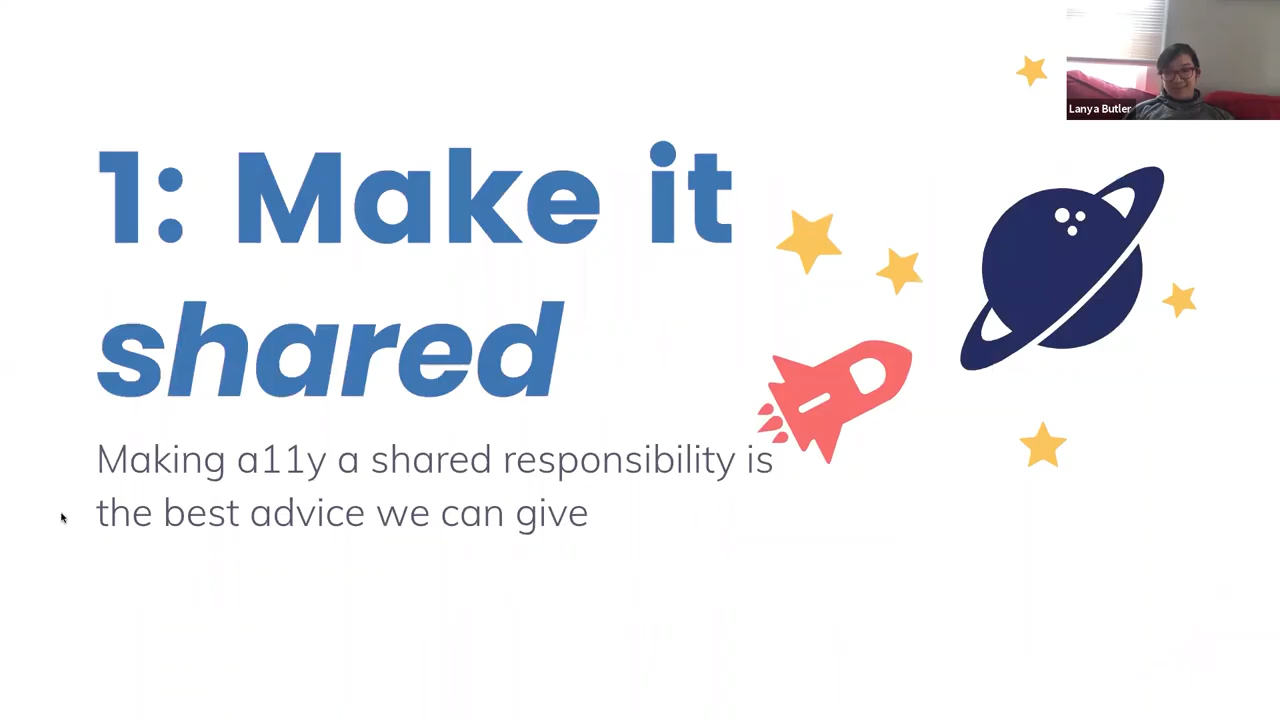 Lanya Butler
1: Make it
shared
Making a11y a shared responsibility is
the best advice we can give